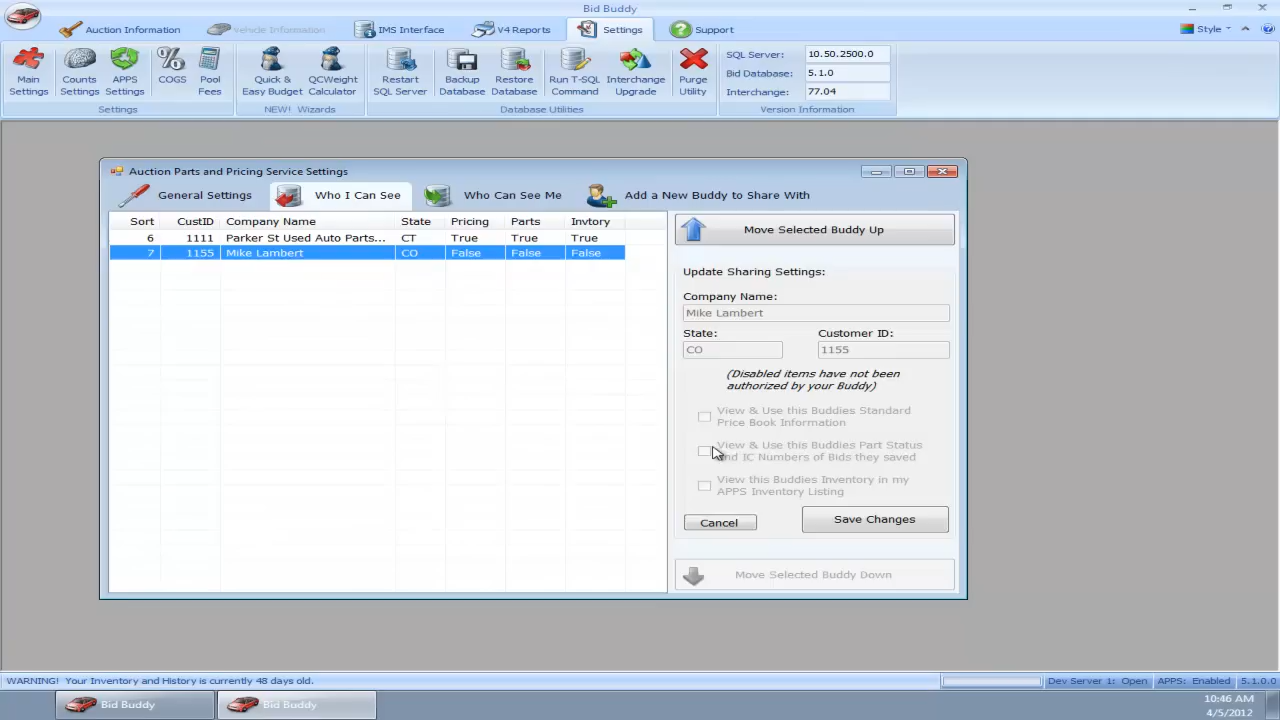 Bid Buddy
Auction Information Vehicle Information IMS Interface V4 Reports Settings Support Style
Main Settings Counts Settings APPS Settings COGS Pool Fees Quick & Easy Budget QCWeight Calculator Restart SQL Server Backup Database Restore Database Run T-SQL Command Interchange Upgrade Purge Utility
SQL Server: 10.50.2500.0
Bid Database: 5.1.0
Interchange: 77.04
Settings NEW! Wizards Database Utilities Version Information
Auction Parts and Pricing Service Settings
General Settings Who I Can See Who Can See Me Add a New Buddy to Share With
Sort CustID Company Name State Pricing Parts Invtory
6 1111 Parker St Used Auto Parts... CT True True True
7 1155 Mike Lambert CO False False False
Move Selected Buddy Up
Update Sharing Settings:
Company Name:
Mike Lambert
State: Customer ID:
CO 1155
(Disabled items have not been
authorized by your Buddy)
View & Use this Buddies Standard
Price Book Information
View & Use this Buddies Part Status
and IC Numbers of Bids they saved
View this Buddies Inventory in my
APPS Inventory Listing
Cancel Save Changes
Move Selected Buddy Down
WARNING! Your Inventory and History is currently 48 days old. Dev Server 1: Open APPS: Enabled 5.1.0.0
Bid Buddy Bid Buddy 10:46 AM
4/5/2012